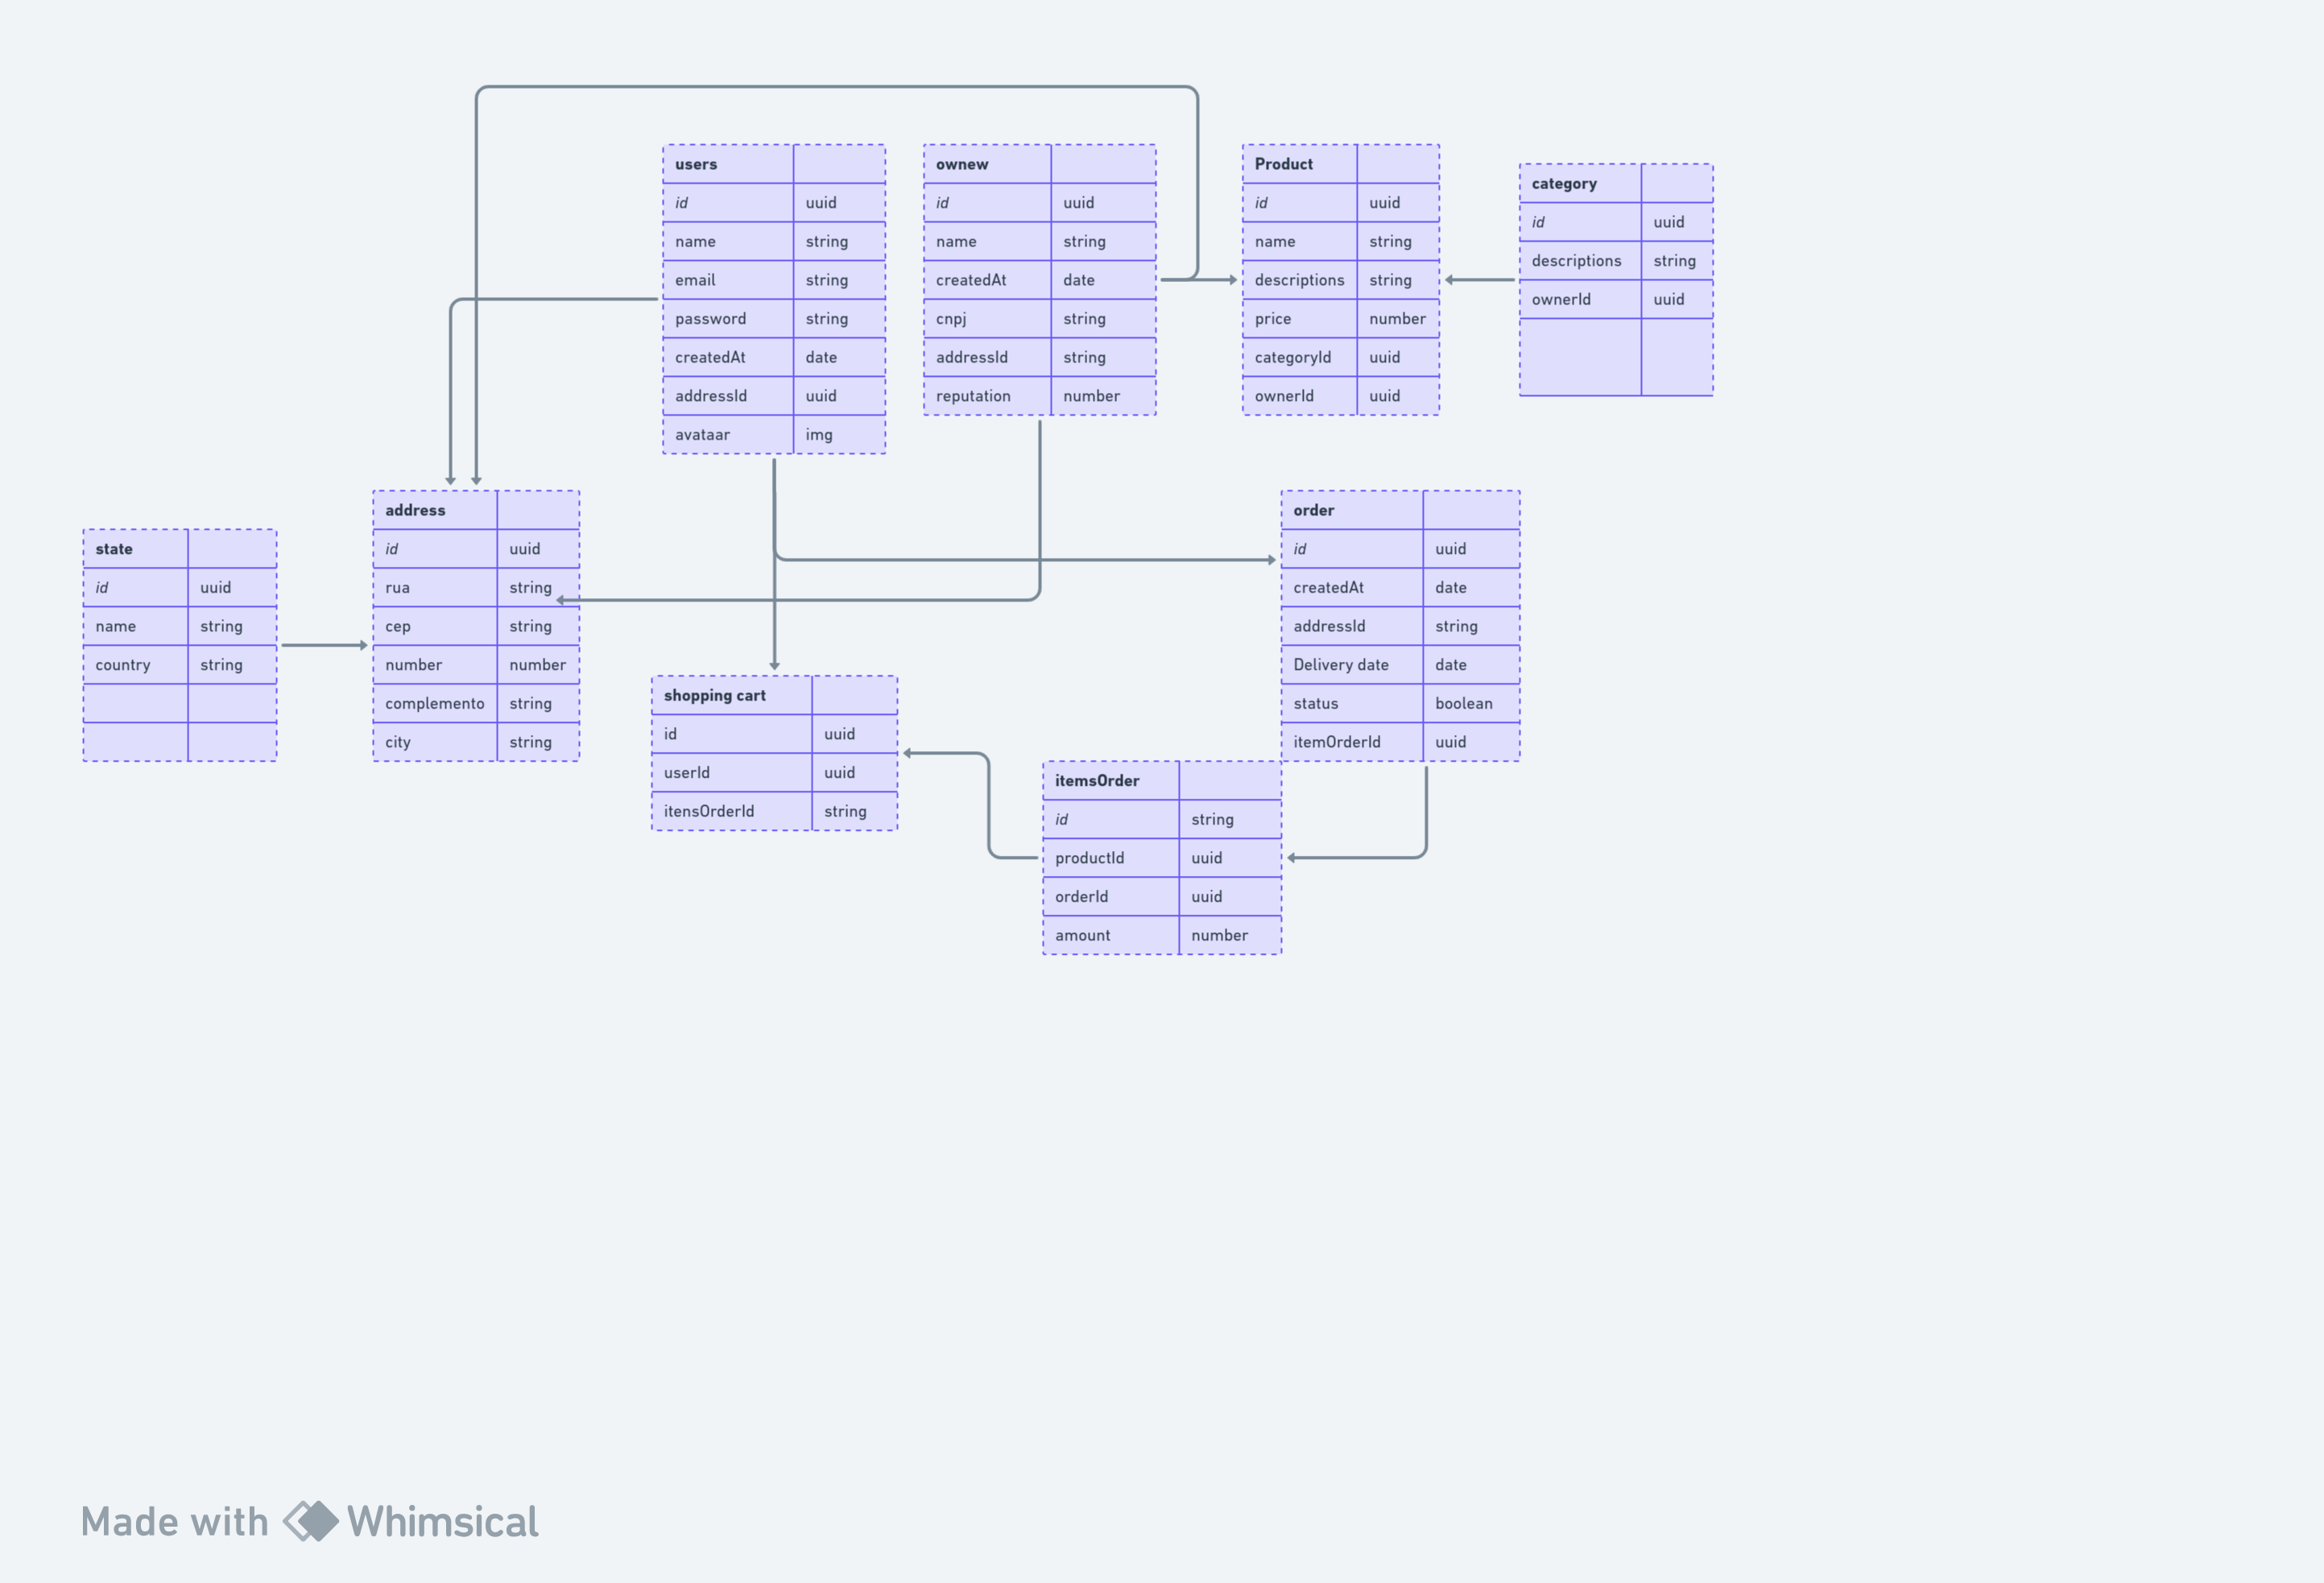 users
id uuid
name string
email string
password string
createdAt date
addressId uuid
avataar img
ownew
id uuid
name string
createdAt date
cnpj string
addressId string
reputation number
Product
id uuid
name string
descriptions string
price number
categoryId uuid
ownerId uuid
category
id uuid
descriptions string
ownerId uuid
state
id uuid
name string
country string
address
id uuid
rua string
cep string
number number
complemento string
city string
shopping cart
id uuid
userId uuid
itensOrderId string
order
id uuid
createdAt date
addressId string
Delivery date date
status boolean
itemOrderId uuid
itemsOrder
id string
productId uuid
orderId uuid
amount number
Made with Whimsical